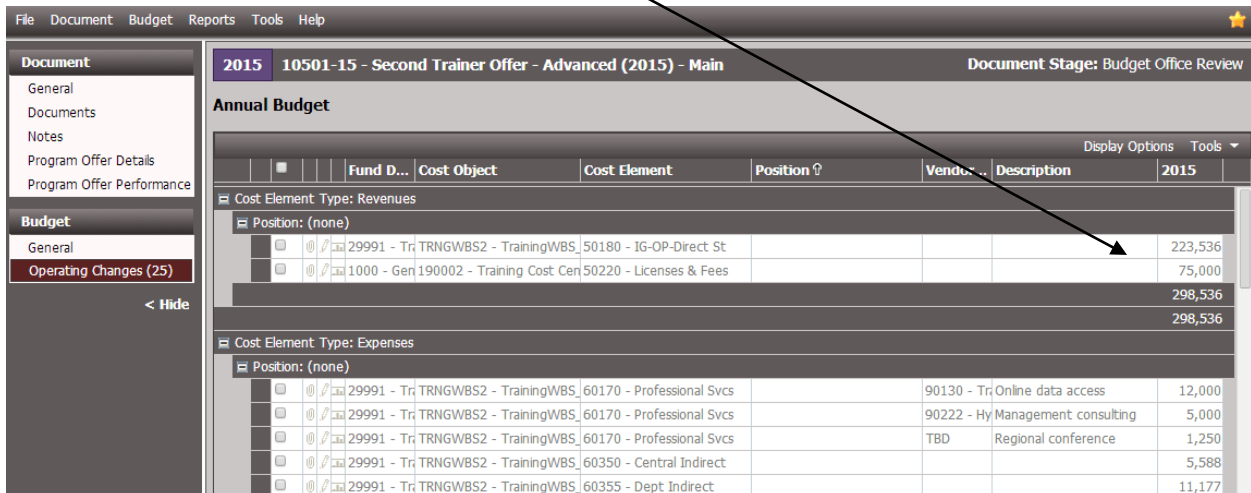 File Document Budget Reports Tools Help
Document
General
Documents
Notes
Program Offer Details
Program Offer Performance
Budget
General
Operating Changes (25)
< Hide
2015 10501-15 - Second Trainer Offer - Advanced (2015) - Main Document Stage: Budget Office Review
Annual Budget
Display Options Tools
Fund D... Cost Object Cost Element Position Vendor... Description 2015
Cost Element Type: Revenues
Position: (none)
29991 - Tr TRNGWBS2 - TrainingWBS_ 50180 - IG-OP-Direct St 223,536
1000 - Gen 190002 - Training Cost Cen 50220 - Licenses & Fees 75,000
298,536
298,536
Cost Element Type: Expenses
Position: (none)
29991 - Tr TRNGWBS2 - TrainingWBS_ 60170 - Professional Svcs 90130 - Tr Online data access 12,000
29991 - Tr TRNGWBS2 - TrainingWBS_ 60170 - Professional Svcs 90222 - Hy Management consulting 5,000
29991 - Tr TRNGWBS2 - TrainingWBS_ 60170 - Professional Svcs TBD Regional conference 1,250
29991 - Tr TRNGWBS2 - TrainingWBS_ 60350 - Central Indirect 5,588
29991 - Tr TRNGWBS2 - TrainingWBS_ 60355 - Dept Indirect 11,177